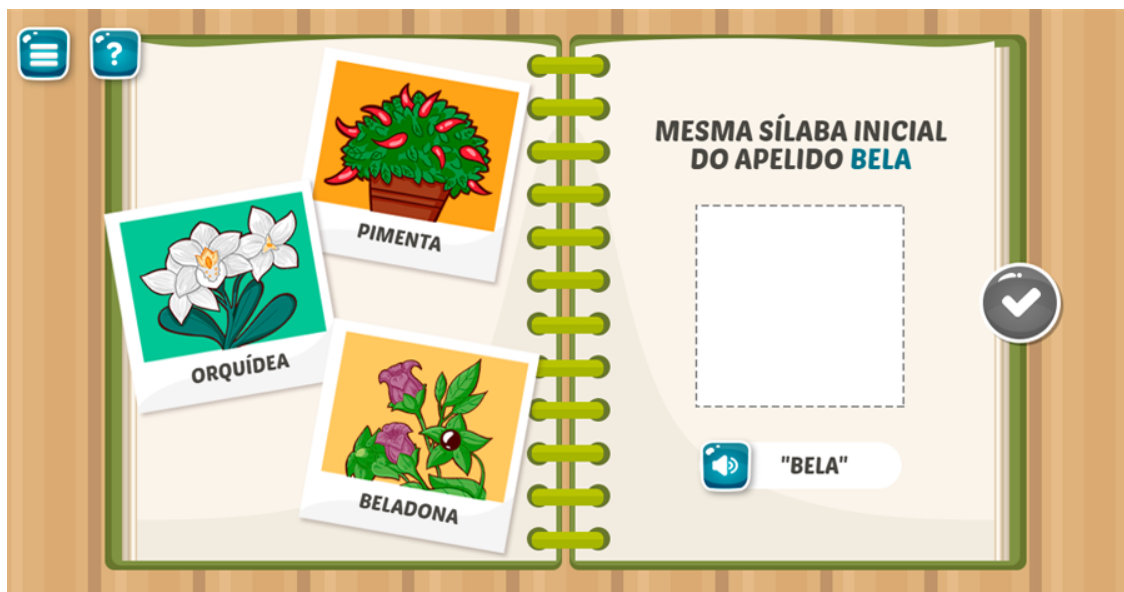 ?
PIMENTA
ORQUÍDEA
BELADONA
MESMA SÍLABA INICIAL
DO APELIDO BELA
"BELA"